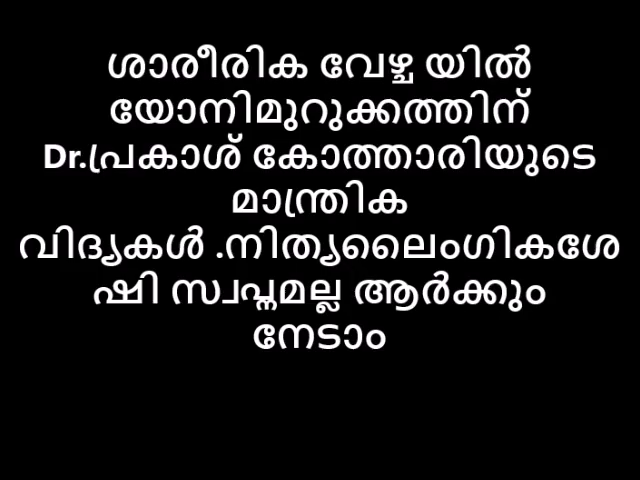 ശാരീരിക വേഴ്ച യിൽ
യോനിമുറുക്കത്തിന്
Dr.പ്രകാശ് കോത്താരിയുടെ
മാന്ത്രിക
വിദ്യകൾ .നിത്യലൈംഗികശേ
ഷി സ്വപ്നമല്ല ആർക്കും
നേടാം